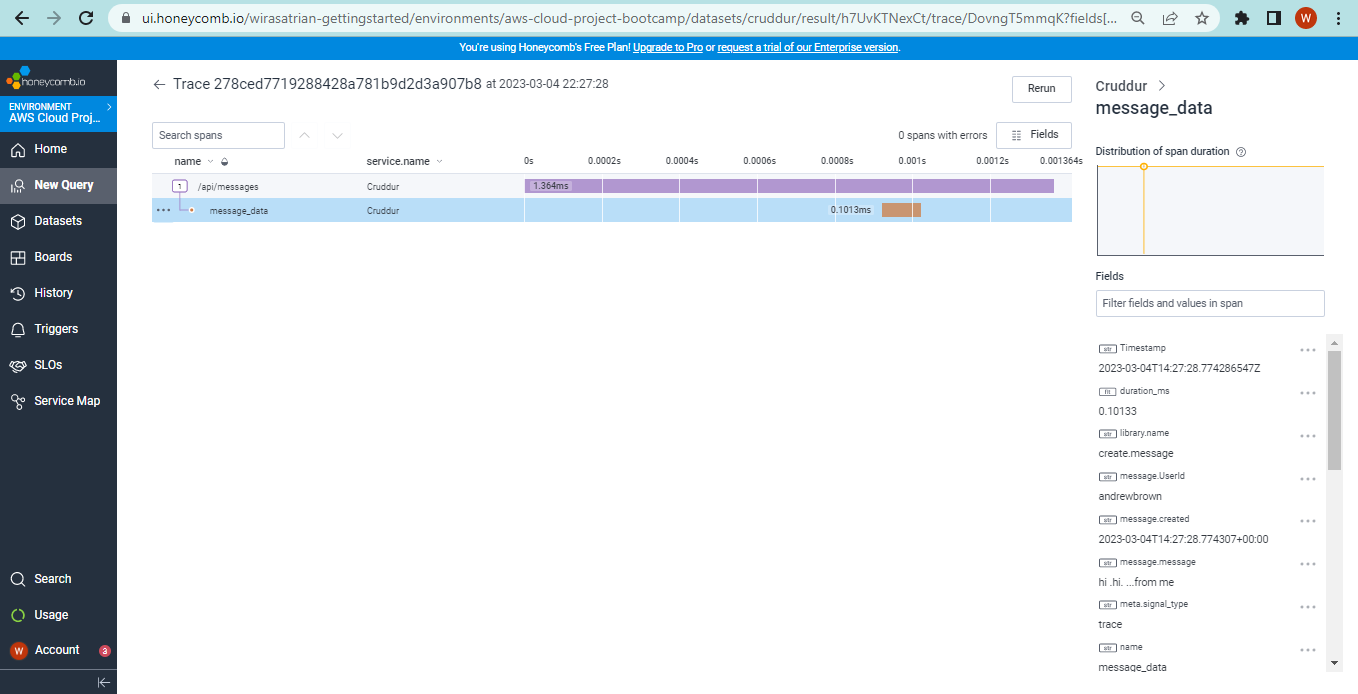 ui.honeycomb.io/wirasatrian-gettingstarted/environments/aws-cloud-project-bootcamp/datasets/cruddur/result/h7UvKTNexCt/trace/DovngT5mmqK?fields[...
W
You're using Honeycomb's Free Plan! Upgrade to Pro or request a trial of our Enterprise version.
honeycomb.io
ENVIRONMENT
AWS Cloud Proj...
Home
New Query
Datasets
Boards
History
Triggers
SLOs
Service Map
Search
Usage
W Account 3
Trace 278ced7719288428a781b9d2d3a907b8 at 2023-03-04 22:27:28
Rerun
Search spans
0 spans with errors
Fields
name service.name 0s 0.0002s 0.0004s 0.0006s 0.0008s 0.001s 0.0012s 0.001364s
1 /api/messages Cruddur 1.364ms
message_data Cruddur 0.1013ms
Cruddur
message_data
Distribution of span duration
Fields
Filter fields and values in span
str Timestamp
2023-03-04T14:27:28.774286547Z
duration_ms
0.10133
str library.name
create.message
str message.UserId
andrewbrown
str message.created
2023-03-04T14:27:28.774307+00:00
str message.message
hi .hi. ...from me
str meta.signal_type
trace
str name
message_data